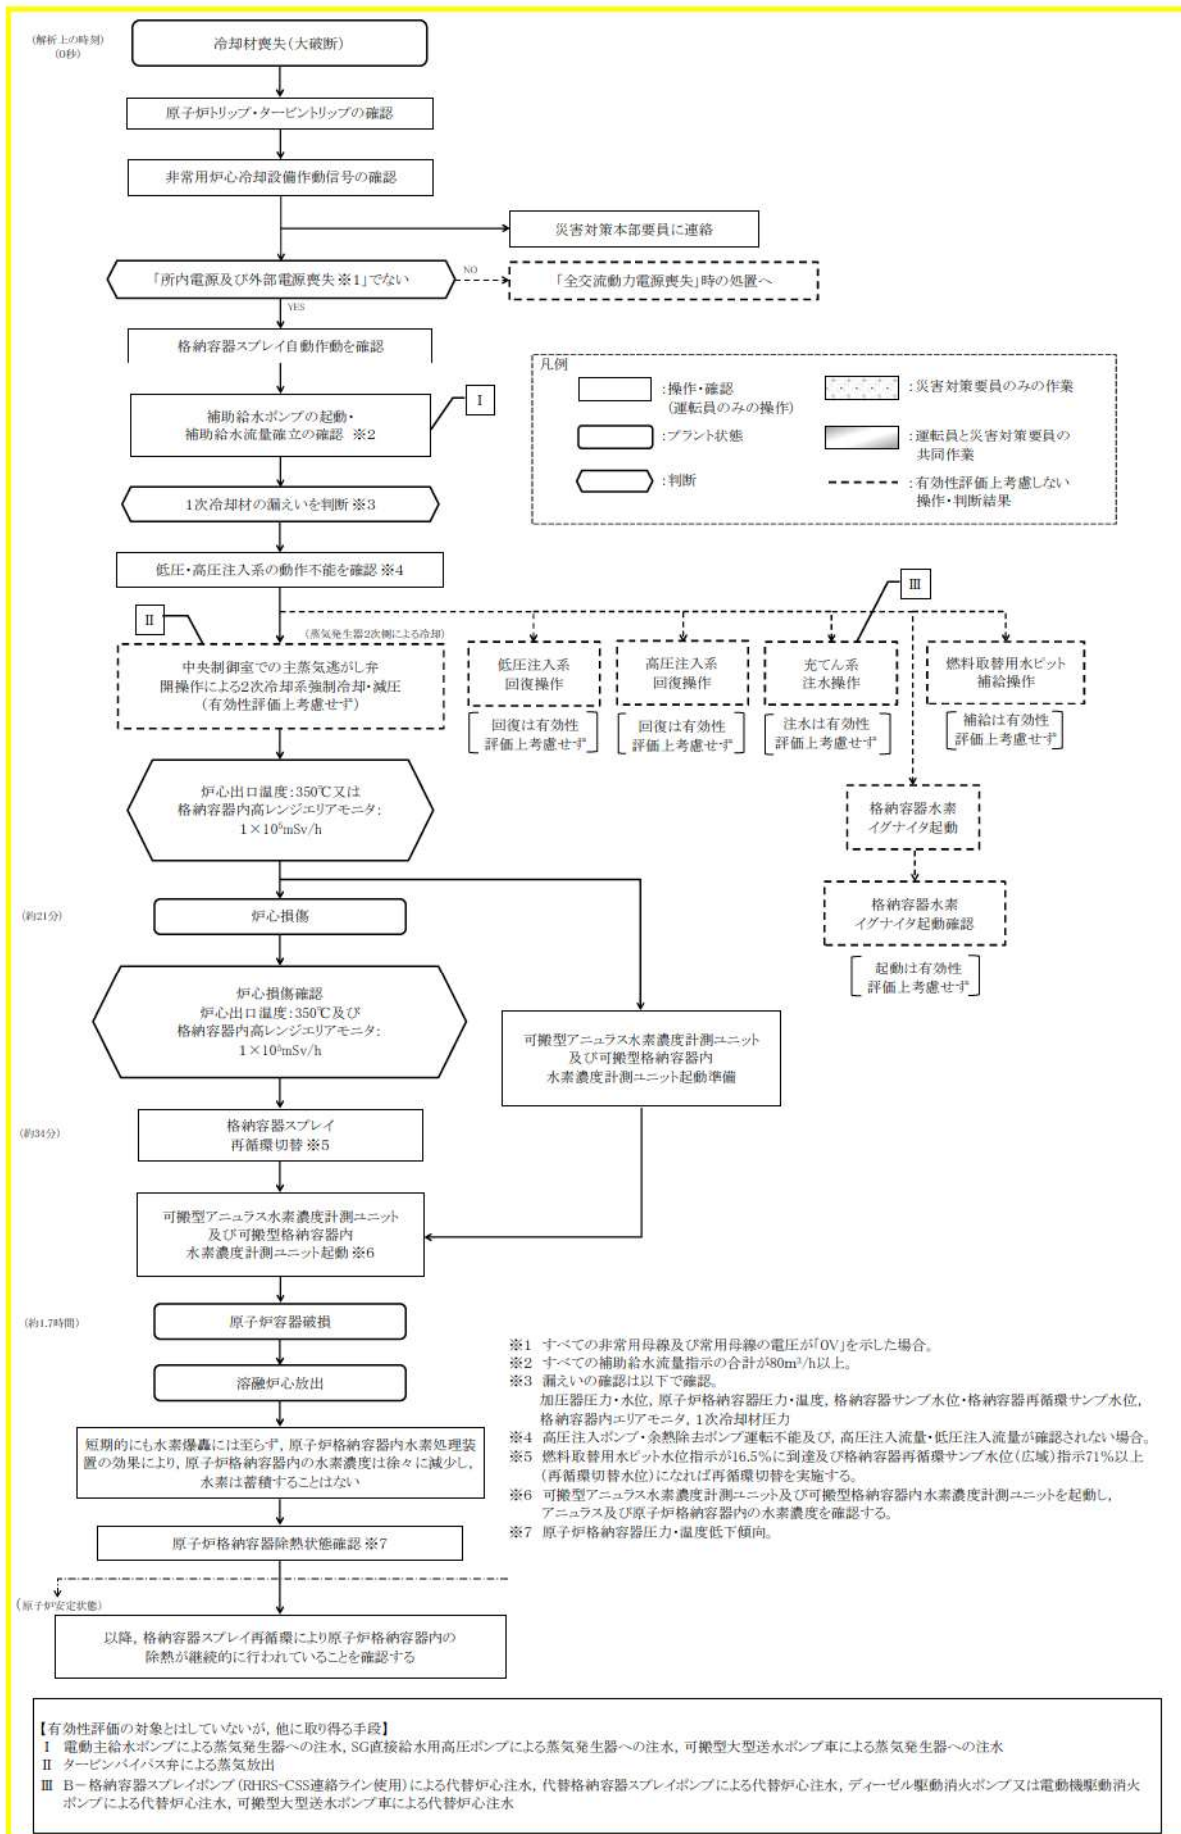 (解析上の時刻)
(0秒)
冷却材喪失(大破断)
原子炉トリップ・タービントリップの確認
非常用炉心冷却設備作動信号の確認
災害対策本部要員に連絡
「所内電源及び外部電源喪失※1」でない
NO
「全交流動力電源喪失」時の処置へ
YES
格納容器スプレイ自動作動を確認
補助給水ポンプの起動・
補助給水流量確立の確認 ※2
I
凡例
:操作・確認
(運転員のみの操作)
:プラント状態
:判断
:災害対策要員のみの作業
:運転員と災害対策要員の
共同作業
:有効性評価上考慮しない
操作・判断結果
1次冷却材の漏えいを判断※3
低圧・高圧注入系の動作不能を確認※4
II
III
(蒸気発生器2次側による冷却)
中央制御室での主蒸気逃がし弁
開操作による2次冷却系強制冷却・減圧
(有効性評価上考慮せず)
低圧注入系
回復操作
回復は有効性
評価上考慮せず
高圧注入系
回復操作
回復は有効性
評価上考慮せず
充てん系
注水操作
注水は有効性
評価上考慮せず
燃料取替用水ピット
補給操作
補給は有効性
評価上考慮せず
炉心出口温度:350℃又は
格納容器内高レンジエリアモニタ:
1×10⁵mSv/h
格納容器水素
イグナイタ起動
格納容器水素
イグナイタ起動確認
起動は有効性
評価上考慮せず
(約21分)
炉心損傷
炉心損傷確認
炉心出口温度:350℃及び
格納容器内高レンジエリアモニタ:
1×10⁵mSv/h
可搬型アニュラス水素濃度計測ユニット
及び可搬型格納容器内
水素濃度計測ユニット起動準備
(約34分)
格納容器スプレイ
再循環切替※5
可搬型アニュラス水素濃度計測ユニット
及び可搬型格納容器内
水素濃度計測ユニット起動※6
(約1.7時間)
原子炉容器破損
溶融炉心放出
短期的にも水素爆轟には至らず,原子炉格納容器内水素処理装
置の効果により,原子炉格納容器内の水素濃度は徐々に減少し,
水素は蓄積することはない
原子炉格納容器除熱状態確認※7
(原子炉安定状態)
以降,格納容器スプレイ再循環により原子炉格納容器内の
除熱が継続的に行われていることを確認する
※1 すべての非常用母線及び常用母線の電圧が「0V」を示した場合。
※2 すべての補助給水流量指示の合計が80m³/h以上。
※3 漏えいの確認は以下で確認。
加圧器圧力・水位,原子炉格納容器圧力・温度,格納容器サンプ水位・格納容器再循環サンプ水位,
格納容器内エリアモニタ,1次冷却材圧力
※4 高圧注入ポンプ・余熱除去ポンプ運転不能及び,高圧注入流量・低圧注入流量が確認されない場合。
※5 燃料取替用水ピット水位指示が16.5%に到達及び格納容器再循環サンプ水位(広域)指示71%以上
(再循環切替水位)になれば再循環切替を実施する。
※6 可搬型アニュラス水素濃度計測ユニット及び可搬型格納容器内水素濃度計測ユニットを起動し,
アニュラス及び原子炉格納容器内の水素濃度を確認する。
※7 原子炉格納容器圧力・温度低下傾向。
【有効性評価の対象とはしていないが,他に取り得る手段】
I 電動主給水ポンプによる蒸気発生器への注水,SG直接給水用高圧ポンプによる蒸気発生器への注水,可搬型大型送水ポンプ車による蒸気発生器への注水
II タービンバイパス弁による蒸気放出
III B-格納容器スプレイポンプ(RHRS-CSS連絡ライン使用)による代替炉心注水,代替格納容器スプレイポンプによる代替炉心注水,ディーゼル駆動消火ポンプ又は電動機駆動消火
ポンプによる代替炉心注水,可搬型大型送水ポンプ車による代替炉心注水